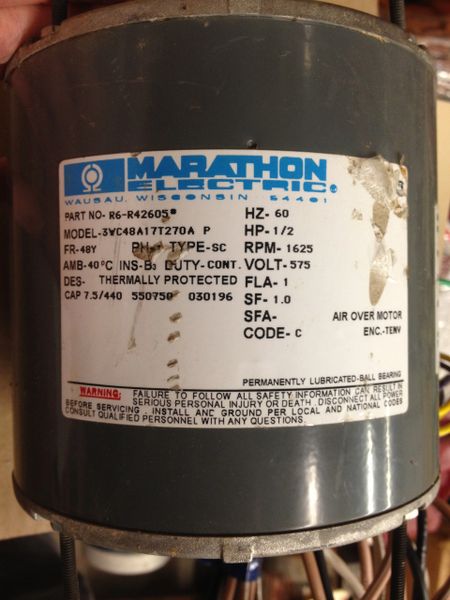 MARATHON
ELECTRIC®
WAUSAU, WISCONSIN 54401
PART NO- R6-R42605*
MODEL-3VC48A17T270A P
FR-48Y PH- TYPE-SC
AMB-40°C INS-B3 DUTY-CONT.
DES- THERMALLY PROTECTED
CAP 7.5/440 550750 030196
HZ- 60
HP-1/2
RPM-1625
VOLT-575
FLA-1
SF-1.0
SFA-
CODE-C
AIR OVER MOTOR
ENC.-TENV
PERMANENTLY LUBRICATED-BALL BEARING
WARNING: FAILURE TO FOLLOW ALL SAFETY INFORMATION CAN RESULT IN
SERIOUS PERSONAL INJURY OR DEATH. DISCONNECT ALL POWER
BEFORE SERVICING. INSTALL AND GROUND PER LOCAL AND NATIONAL CODES
CONSULT QUALIFIED PERSONNEL WITH ANY QUESTIONS.